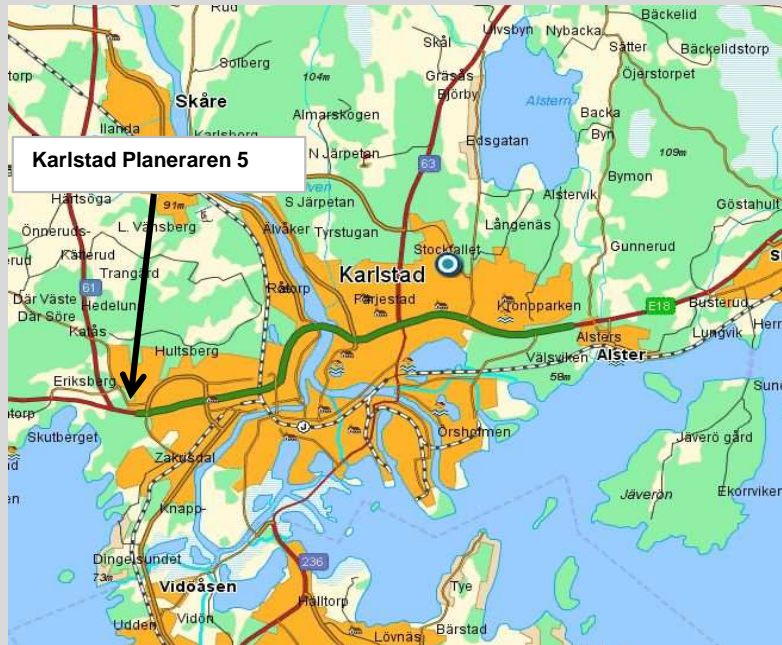 Rud
Bäckelid
Ulvsbyn
Nybacka
Solberg
Skål
Sätter
Bäckelidstorp
torp
104m
Gräsås
Öjerstorpet
Skåre
Björby
Alstern
Almarskogen
Backa
Ilanda
Karlsberg
Edsgatan
Byn
109m
N Järpetan
63
Bymon
Karlstad Planeraren 5
Härtsöga
91m
S Järpetan
Alstervik
Göstahult
Önneruds-
L. Vänsberg
Älvåker
Tyrstugan
Långenäs
Kätterud
Trangärd
Stockfallet
Gunnerud
Karlstad
61
Råtorp
Färjestad
Kronoparken
E18
Där Väste
Hedelund
Busterud
Där Söre
Katås
Alsters
Lungvik
Hultsberg
Välsviken
Alster
Eriksberg
58m
torp
Skutberget
J
Örsholmen
Jäverö gård
Zakrisdal
Jäverön
Ekorrviken
Knapp-
Dingelsundet
73m
236
Vidöåsen
Tye
Hälltorp
Udden
Vidön
Bärstad
Lövnäs